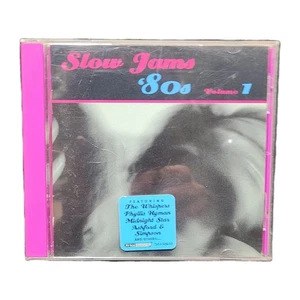 Slow Jams
'80s Volume 1
FEATURING
The Whispers
Phyllis Hyman
Midnight Star
Ashford &
Simpson